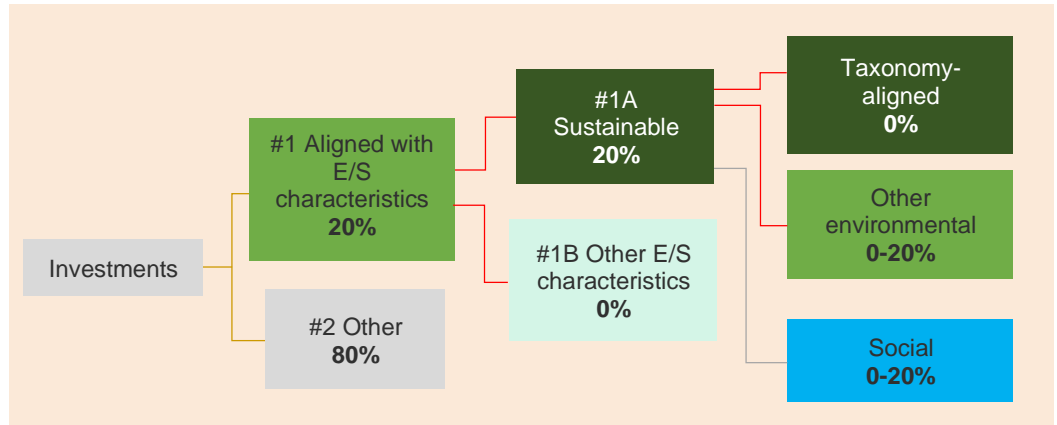 Investments
#1 Aligned with
E/S
characteristics
20%
#2 Other
80%
#1A
Sustainable
20%
#1B Other E/S
characteristics
0%
Taxonomy-
aligned
0%
Other
environmental
0-20%
Social
0-20%